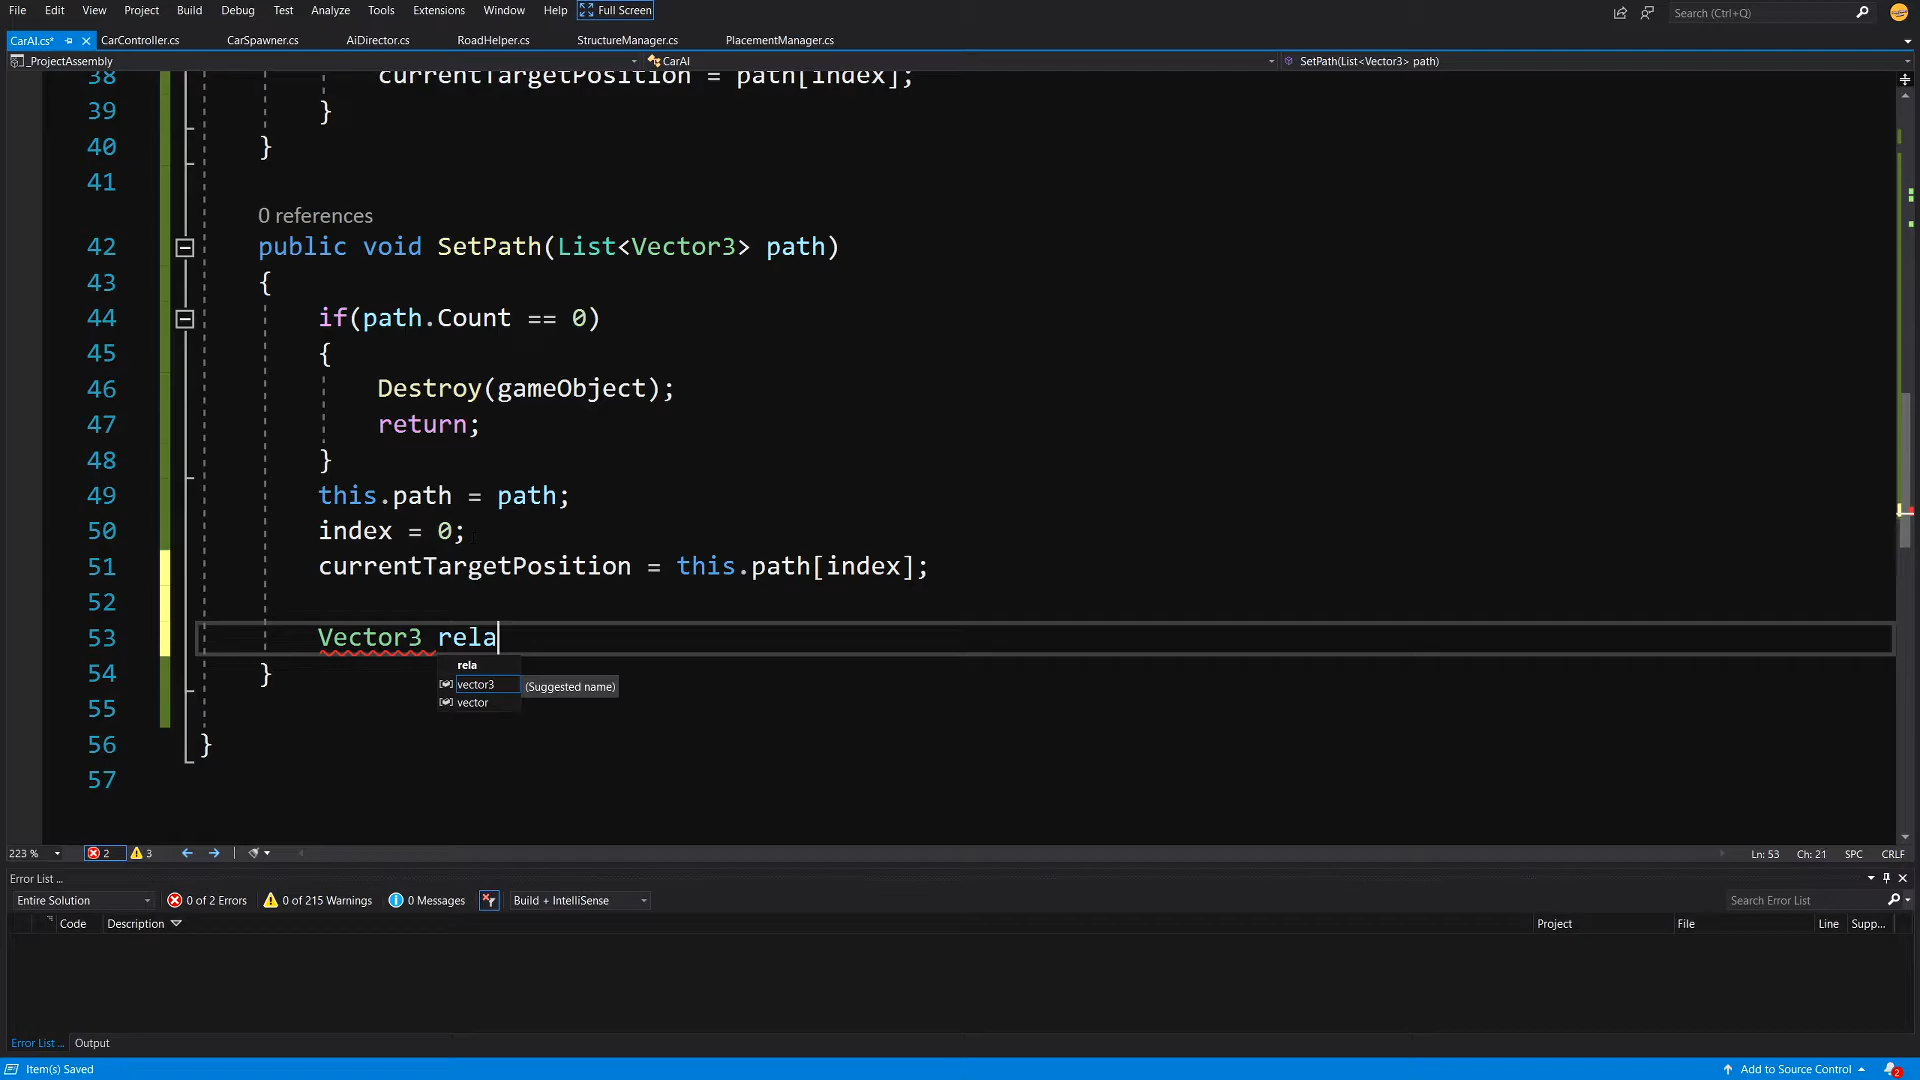 File Edit View Project Build Debug Test Analyze Tools Extensions Window Help Full Screen Search (Ctrl+Q)
CarAI.cs* CarController.cs CarSpawner.cs AiDirector.cs RoadHelper.cs StructureManager.cs PlacementManager.cs
_ProjectAssembly CarAI SetPath(List<Vector3> path)
38 currentTargetPosition = path[index];
39 }
40 }
41
0 references
42 public void SetPath(List<Vector3> path)
43 {
44 if(path.Count == 0)
45 {
46 Destroy(gameObject);
47 return;
48 }
49 this.path = path;
50 index = 0;
51 currentTargetPosition = this.path[index];
52
53 Vector3 rela
rela
54 }
vector3 (Suggested name)
vector
55
56 }
57
223 % 2 3 Ln: 53 Ch: 21 SPC CRLF
Error List ...
Entire Solution 0 of 2 Errors 0 of 215 Warnings 0 Messages Build + IntelliSense Search Error List
Code Description Project File Line Supp...
Error List ... Output
Item(s) Saved Add to Source Control 2